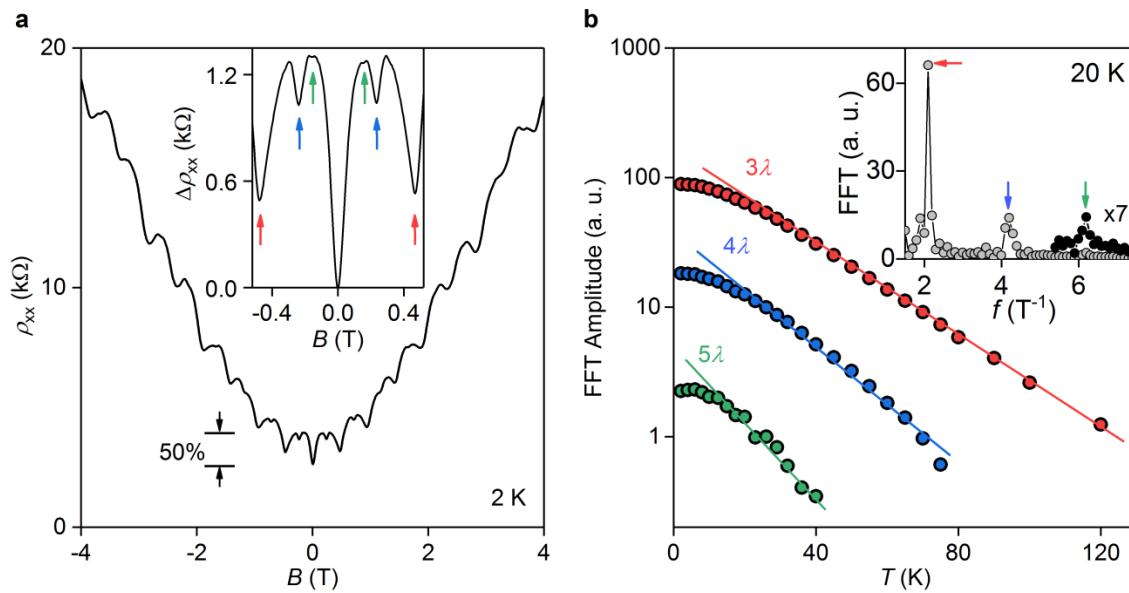 a
20
10
0
ρxx (kΩ)
-4
-2
0
2
4
B (T)
50%
2 K
1.2
0.6
0.0
Δρxx (kΩ)
-0.4
0.0
0.4
B (T)
b
1000
100
10
1
FFT Amplitude (a. u.)
0
40
80
120
T (K)
3λ
4λ
5λ
60
30
0
FFT (a. u.)
20 K
x7
2
4
6
f (T⁻¹)